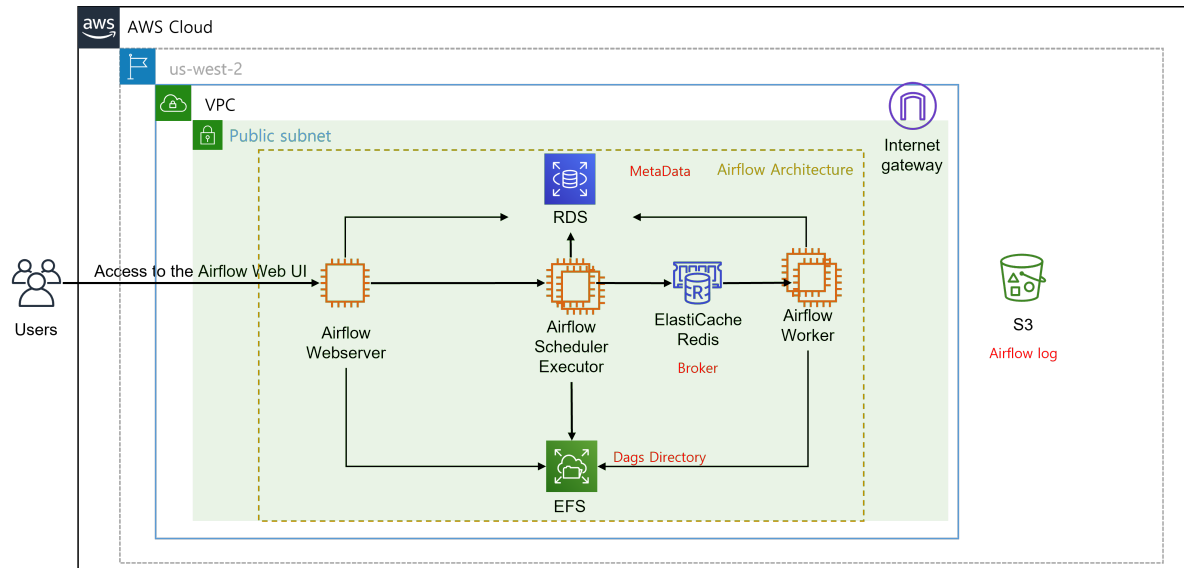 aws
AWS Cloud
us-west-2
VPC
Public subnet
Internet
gateway
MetaData
Airflow Architecture
RDS
Access to the Airflow Web UI
Users
Airflow
Webserver
Airflow
Scheduler
Executor
R
ElastiCache
Redis
Broker
Airflow
Worker
S3
Airflow log
Dags Directory
EFS